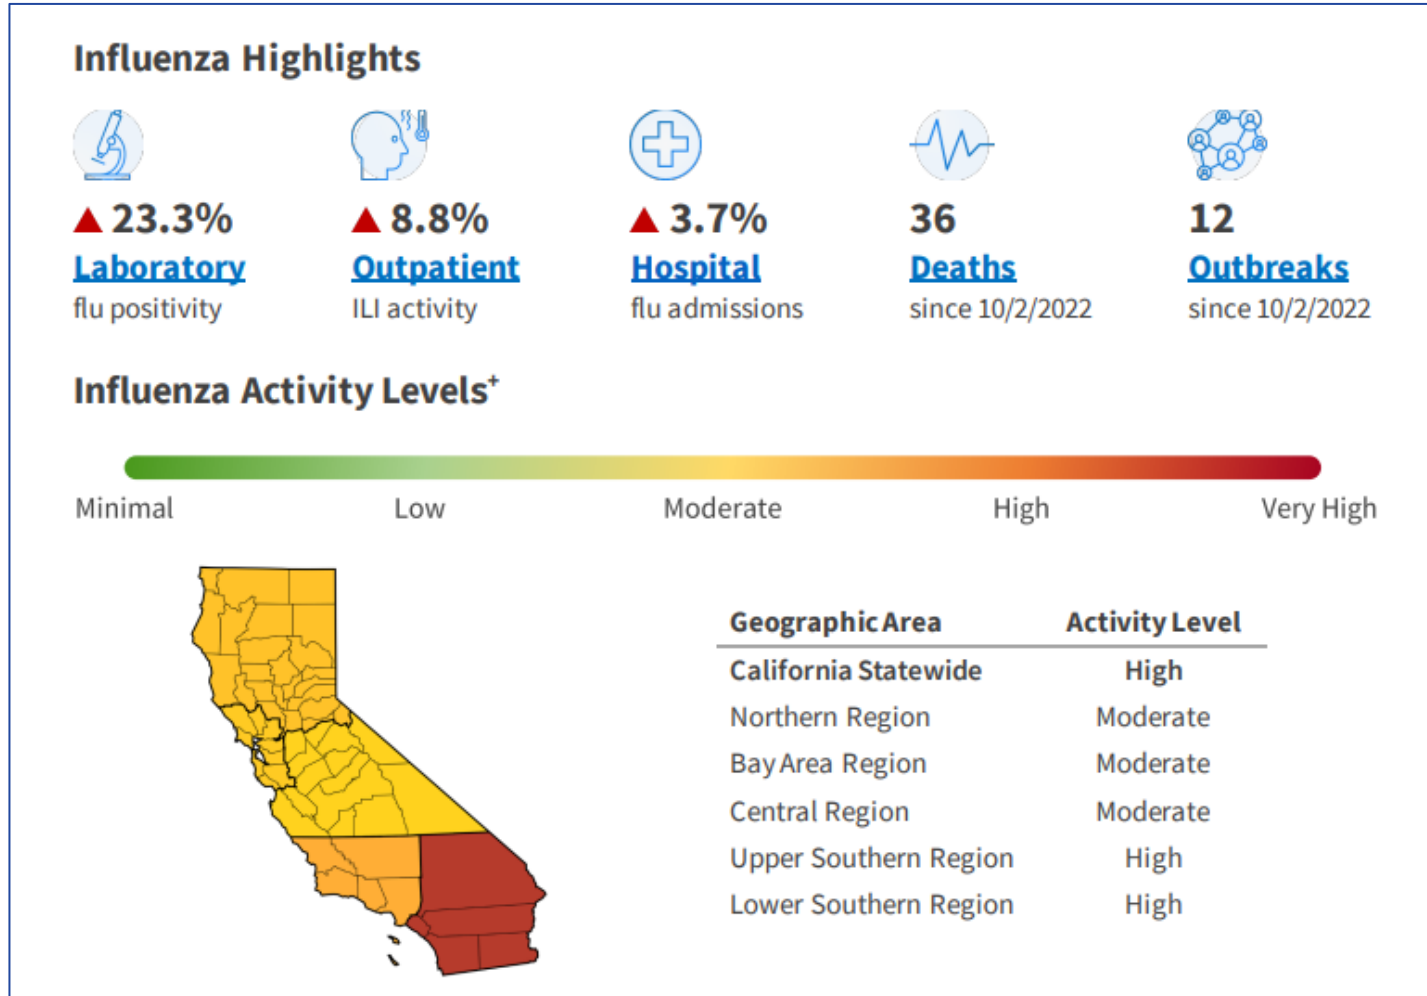 Influenza Highlights
▲ 23.3% ▲ 8.8% ▲ 3.7% 36 12
Laboratory Outpatient Hospital Deaths Outbreaks
flu positivity ILI activity flu admissions since 10/2/2022 since 10/2/2022
Influenza Activity Levels+
Minimal Low Moderate High Very High
Geographic Area Activity Level
California Statewide High
Northern Region Moderate
Bay Area Region Moderate
Central Region Moderate
Upper Southern Region High
Lower Southern Region High